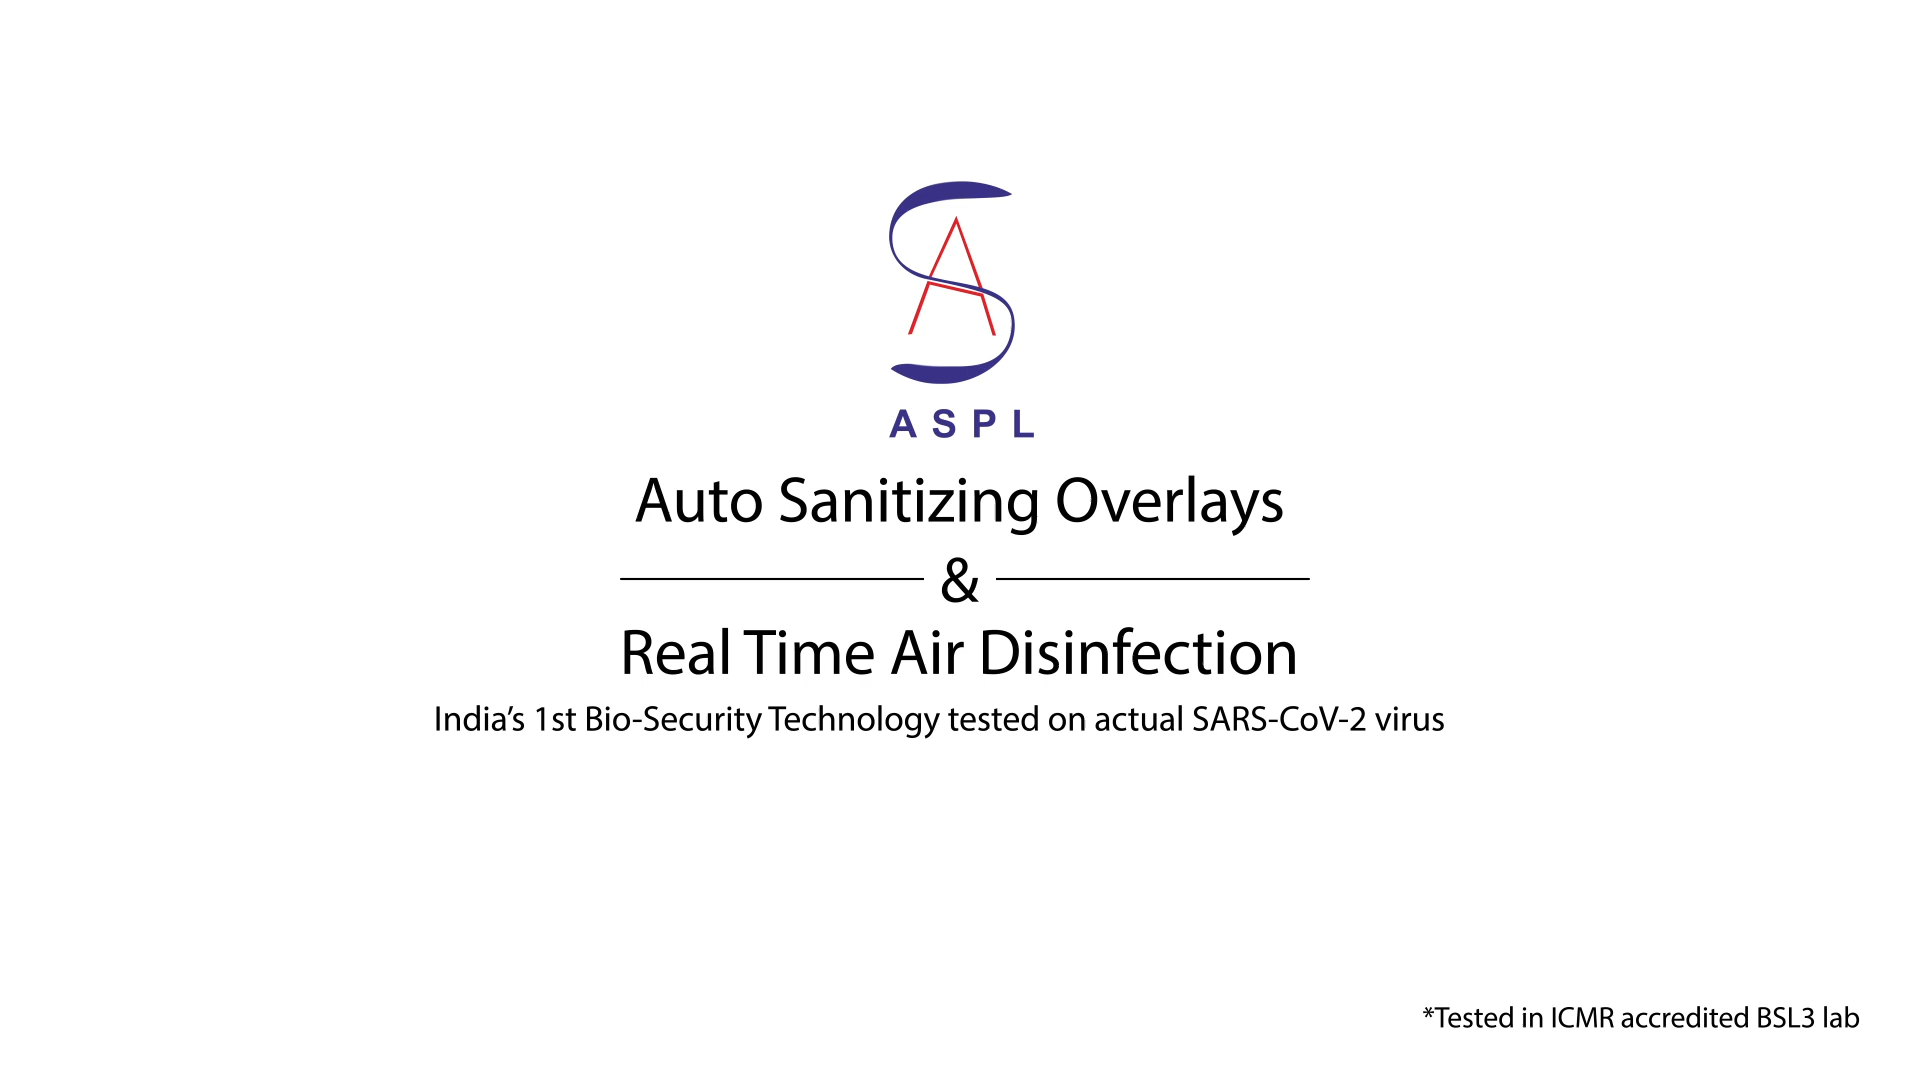 ASPL
Auto Sanitizing Overlays
&
Real Time Air Disinfection
India’s 1st Bio-Security Technology tested on actual SARS-CoV-2 virus
*Tested in ICMR accredited BSL3 lab